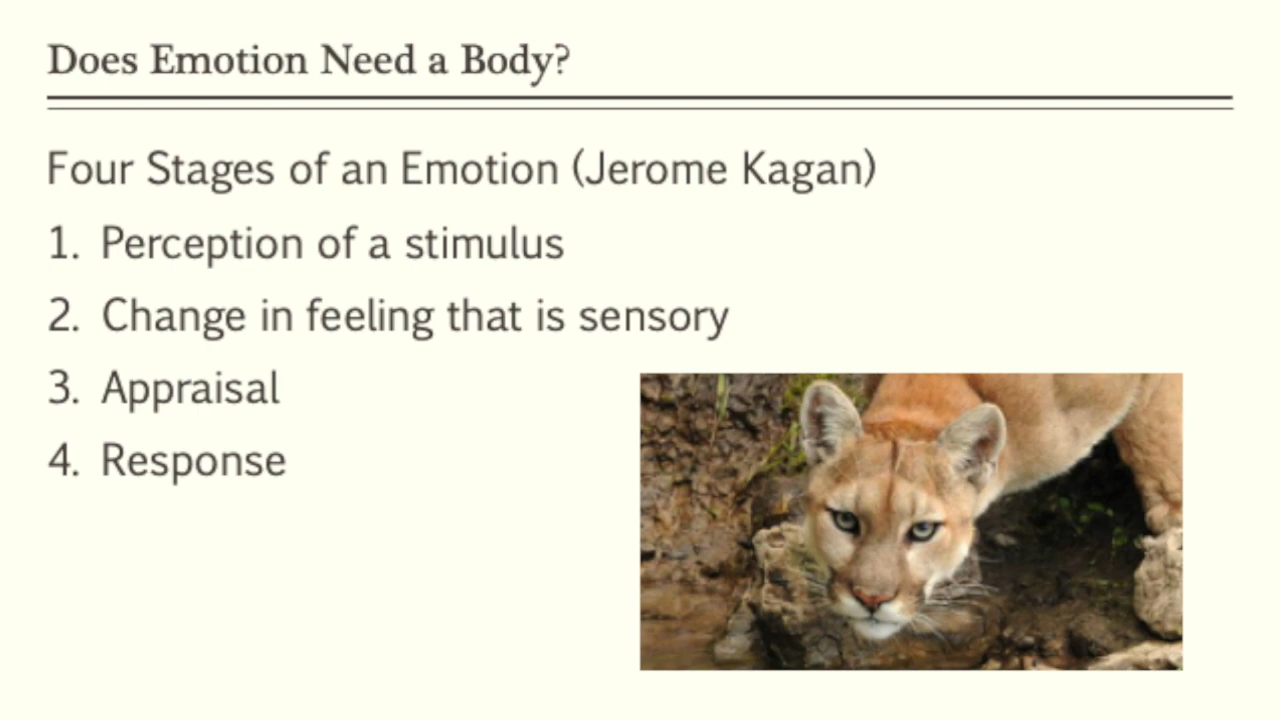 Does Emotion Need a Body?
Four Stages of an Emotion (Jerome Kagan)
1. Perception of a stimulus
2. Change in feeling that is sensory
3. Appraisal
4. Response